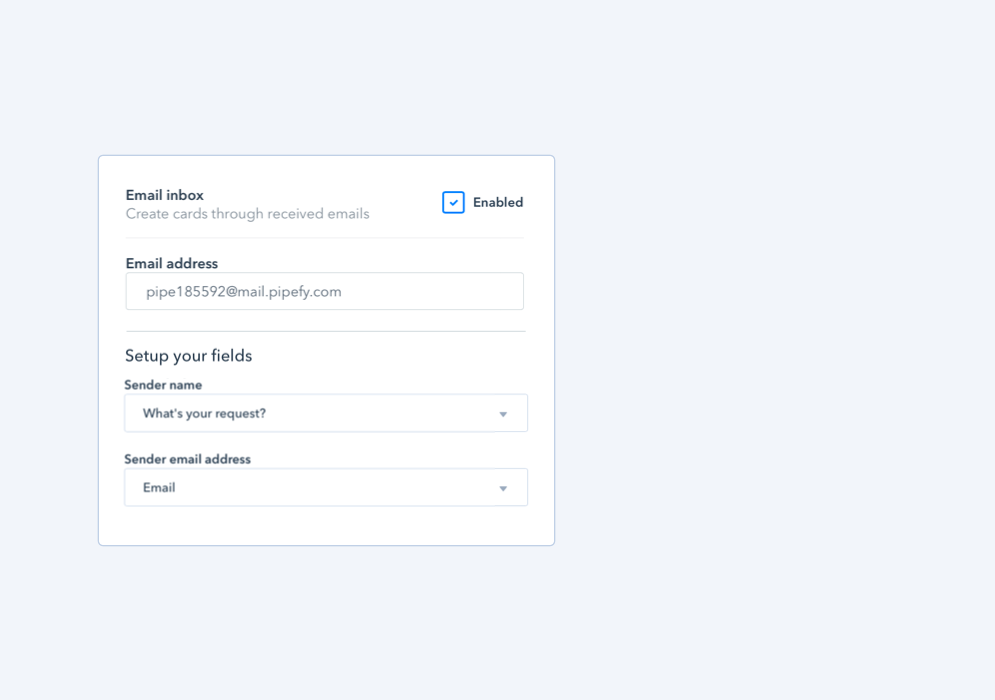 Email inbox
Create cards through received emails
Enabled
Email address
pipe185592@mail.pipefy.com
Setup your fields
Sender name
What's your request?
Sender email address
Email